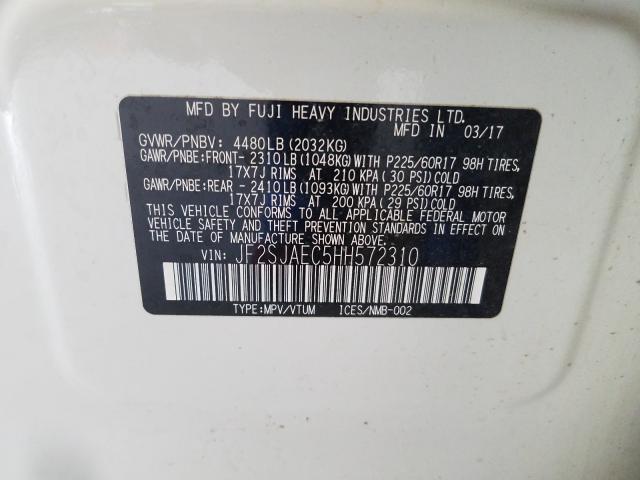 MFD BY FUJI HEAVY INDUSTRIES LTD.
MFD IN 03/17
GVWR/PNBV: 4480LB (2032KG)
GAWR/PNBE:FRONT- 2310LB(1048KG)WITH P225/60R17 98H TIRES,
17X7J RIMS AT 210 KPA ( 30 PSI)COLD
GAWR/PNBE:REAR - 2410LB(1093KG)WITH P225/60R17 98H TIRES,
17X7J RIMS AT 200 KPA ( 29 PSI)COLD
THIS VEHICLE CONFORMS TO ALL APPLICABLE FEDERAL MOTOR
VEHICLE SAFETY AND THEFT PREVENTION STANDARDS IN EFFECT ON
THE DATE OF MANUFACTURE SHOWN ABOVE.
VIN: JF2SJAEC5HH572310
TYPE:MPV/VTUM ICES/NMB-002